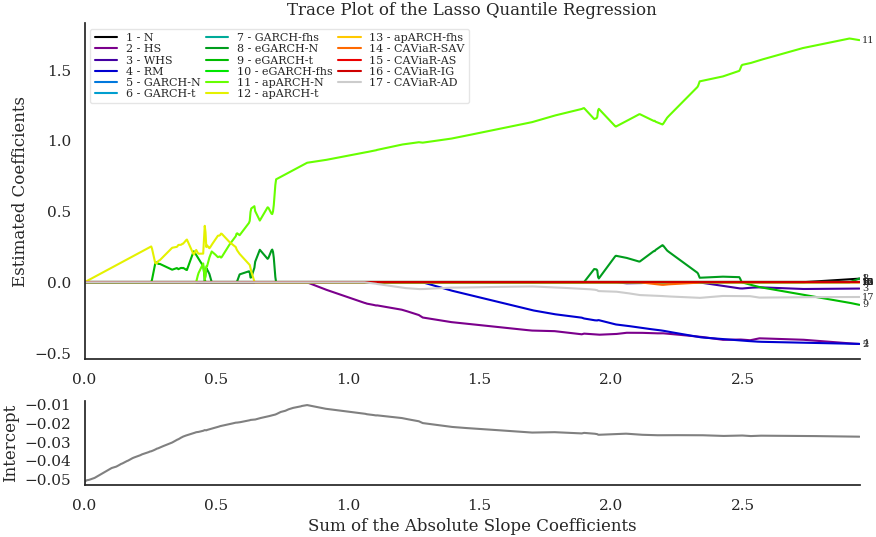 Trace Plot of the Lasso Quantile Regression
1 - N
2 - HS
3 - WHS
4 - RM
5 - GARCH-N
6 - GARCH-t
7 - GARCH-fhs
8 - eGARCH-N
9 - eGARCH-t
10 - eGARCH-fhs
11 - apARCH-N
12 - apARCH-t
13 - apARCH-fhs
14 - CAViaR-SAV
15 - CAViaR-AS
16 - CAViaR-IG
17 - CAViaR-AD
Estimated Coefficients
1.5
1.0
0.5
0.0
−0.5
11
3
17
9
0.0 0.5 1.0 1.5 2.0 2.5
Intercept
−0.01
−0.02
−0.03
−0.04
−0.05
0.0 0.5 1.0 1.5 2.0 2.5
Sum of the Absolute Slope Coefficients